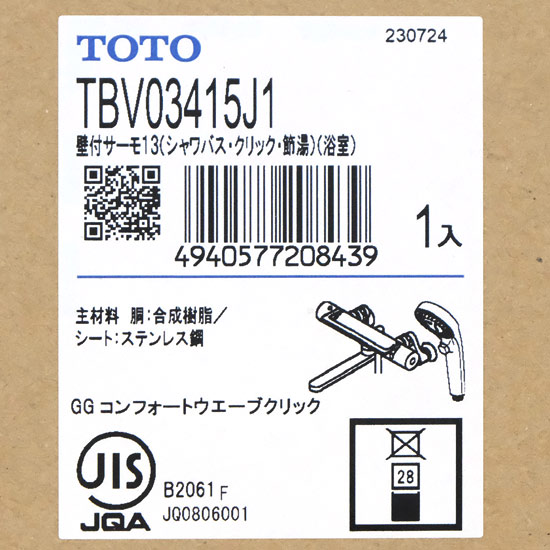 TOTO
230724
TBV03415J1
壁付サーモ13(シャワバス・クリック・節湯)(浴室)
4940577208439
1入
主材料 胴:合成樹脂/
シート:ステンレス鋼
GG コンフォートウエーブクリック
JIS
JQA
B2061 F
JQ0806001
28